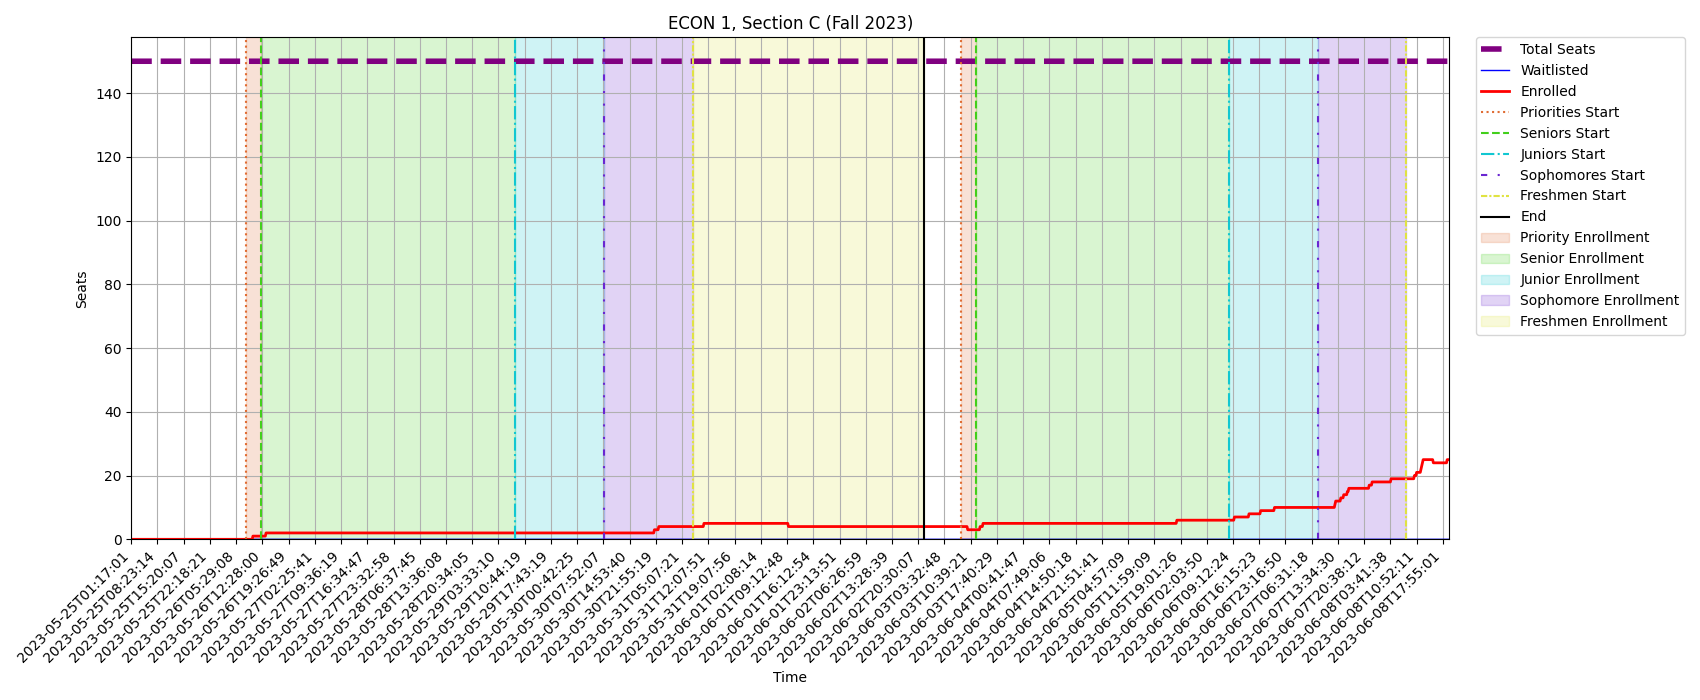 ECON 1, Section C (Fall 2023)
Total Seats
Waitlisted
Enrolled
Priorities Start
Seniors Start
Juniors Start
Sophomores Start
Freshmen Start
End
Priority Enrollment
Senior Enrollment
Junior Enrollment
Sophomore Enrollment
Freshmen Enrollment
Seats
140
120
100
80
60
40
20
0
2023-05-25T01:17:01
2023-05-25T08:23:14
2023-05-25T15:20:07
2023-05-25T22:18:21
2023-05-26T05:29:08
2023-05-26T12:28:00
2023-05-26T19:26:49
2023-05-27T02:25:41
2023-05-27T09:36:19
2023-05-27T16:34:47
2023-05-27T23:32:58
2023-05-28T06:37:45
2023-05-28T13:36:08
2023-05-28T20:34:05
2023-05-29T03:33:10
2023-05-29T10:44:19
2023-05-29T17:43:19
2023-05-30T00:42:25
2023-05-30T07:52:07
2023-05-30T14:53:40
2023-05-30T21:55:19
2023-05-31T05:07:21
2023-05-31T12:07:51
2023-05-31T19:07:56
2023-06-01T02:08:14
2023-06-01T09:12:48
2023-06-01T16:12:54
2023-06-01T23:13:51
2023-06-02T06:26:59
2023-06-02T13:28:39
2023-06-02T20:30:07
2023-06-03T03:32:48
2023-06-03T10:39:21
2023-06-03T17:40:29
2023-06-04T00:41:47
2023-06-04T07:49:06
2023-06-04T14:50:18
2023-06-04T21:51:41
2023-06-05T04:57:09
2023-06-05T11:59:09
2023-06-05T19:01:26
2023-06-06T02:03:50
2023-06-06T09:12:24
2023-06-06T16:15:23
2023-06-06T23:16:50
2023-06-07T06:31:18
2023-06-07T13:34:30
2023-06-07T20:38:12
2023-06-08T03:41:38
2023-06-08T10:52:11
2023-06-08T17:55:01
Time